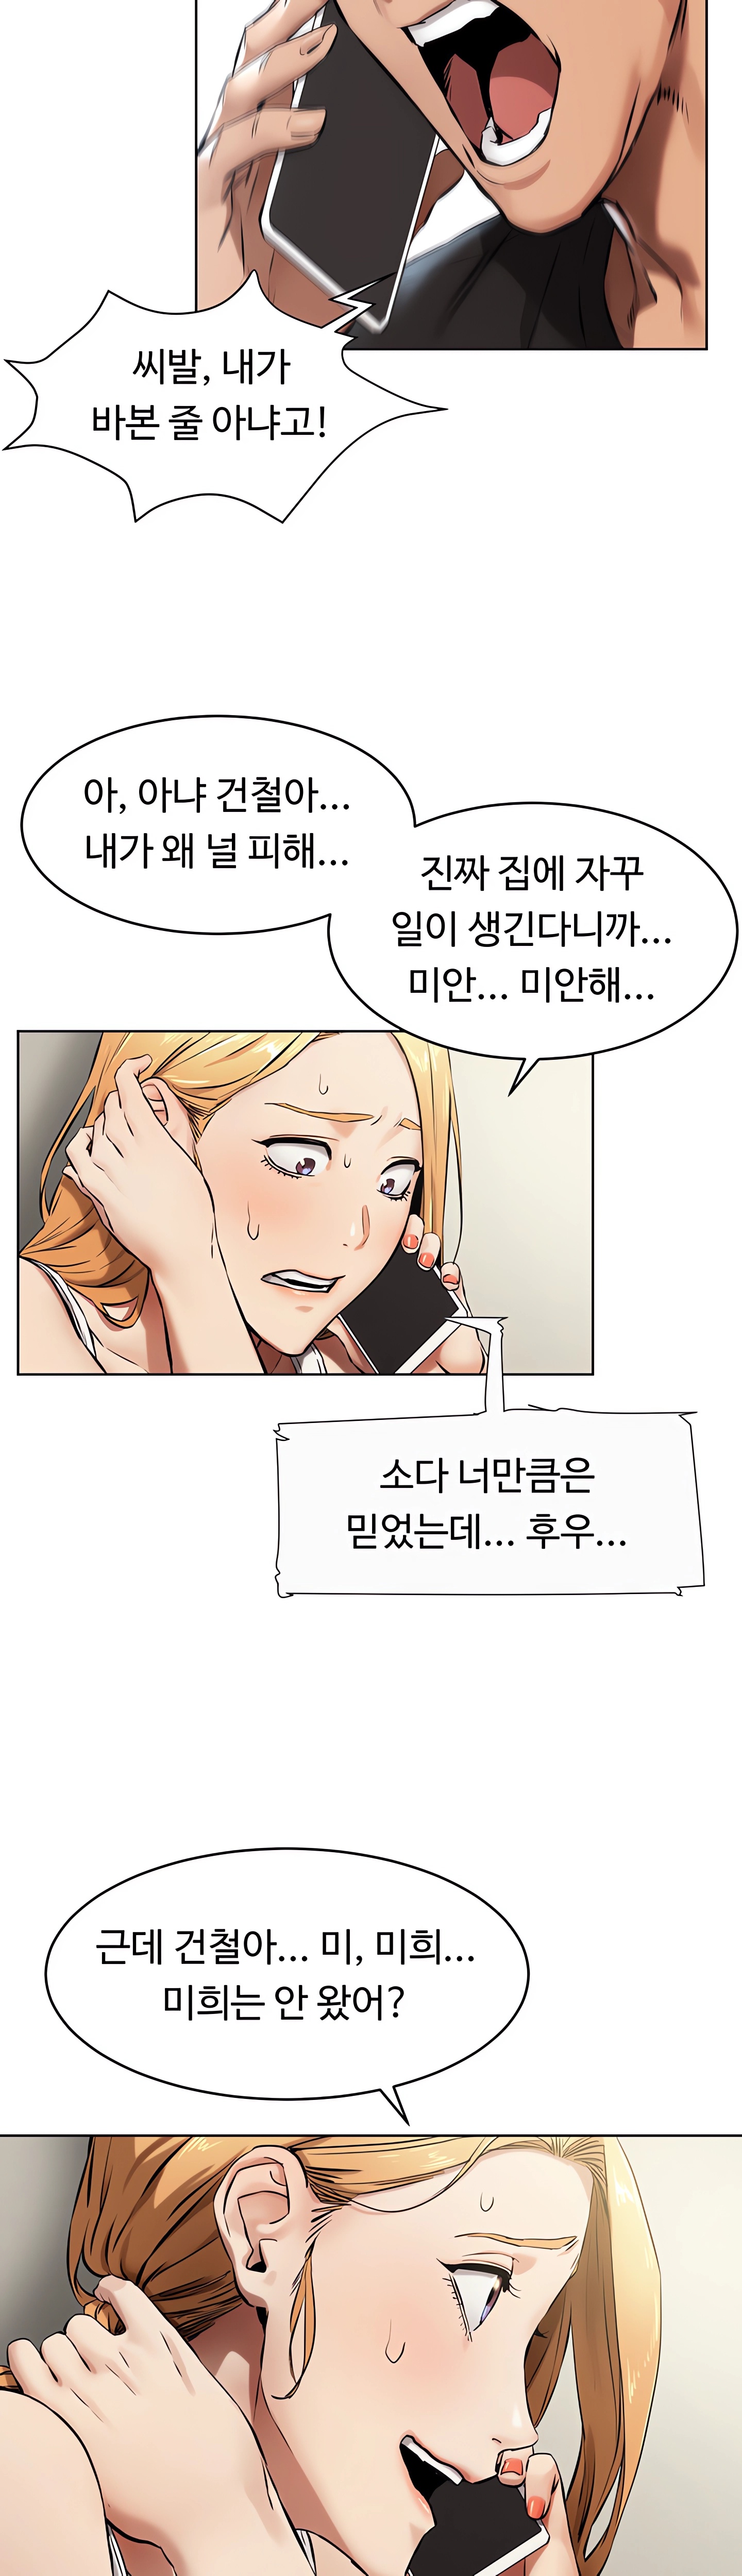 씨발, 내가
바본 줄 아냐고!
아, 아냐 건철아...
내가 왜 널 피해...
진짜 집에 자꾸
일이 생긴다니까...
미안... 미안해...
소다 너만큼은
믿었는데... 후우...
근데 건철아... 미, 미희...
미희는 안 왔어?